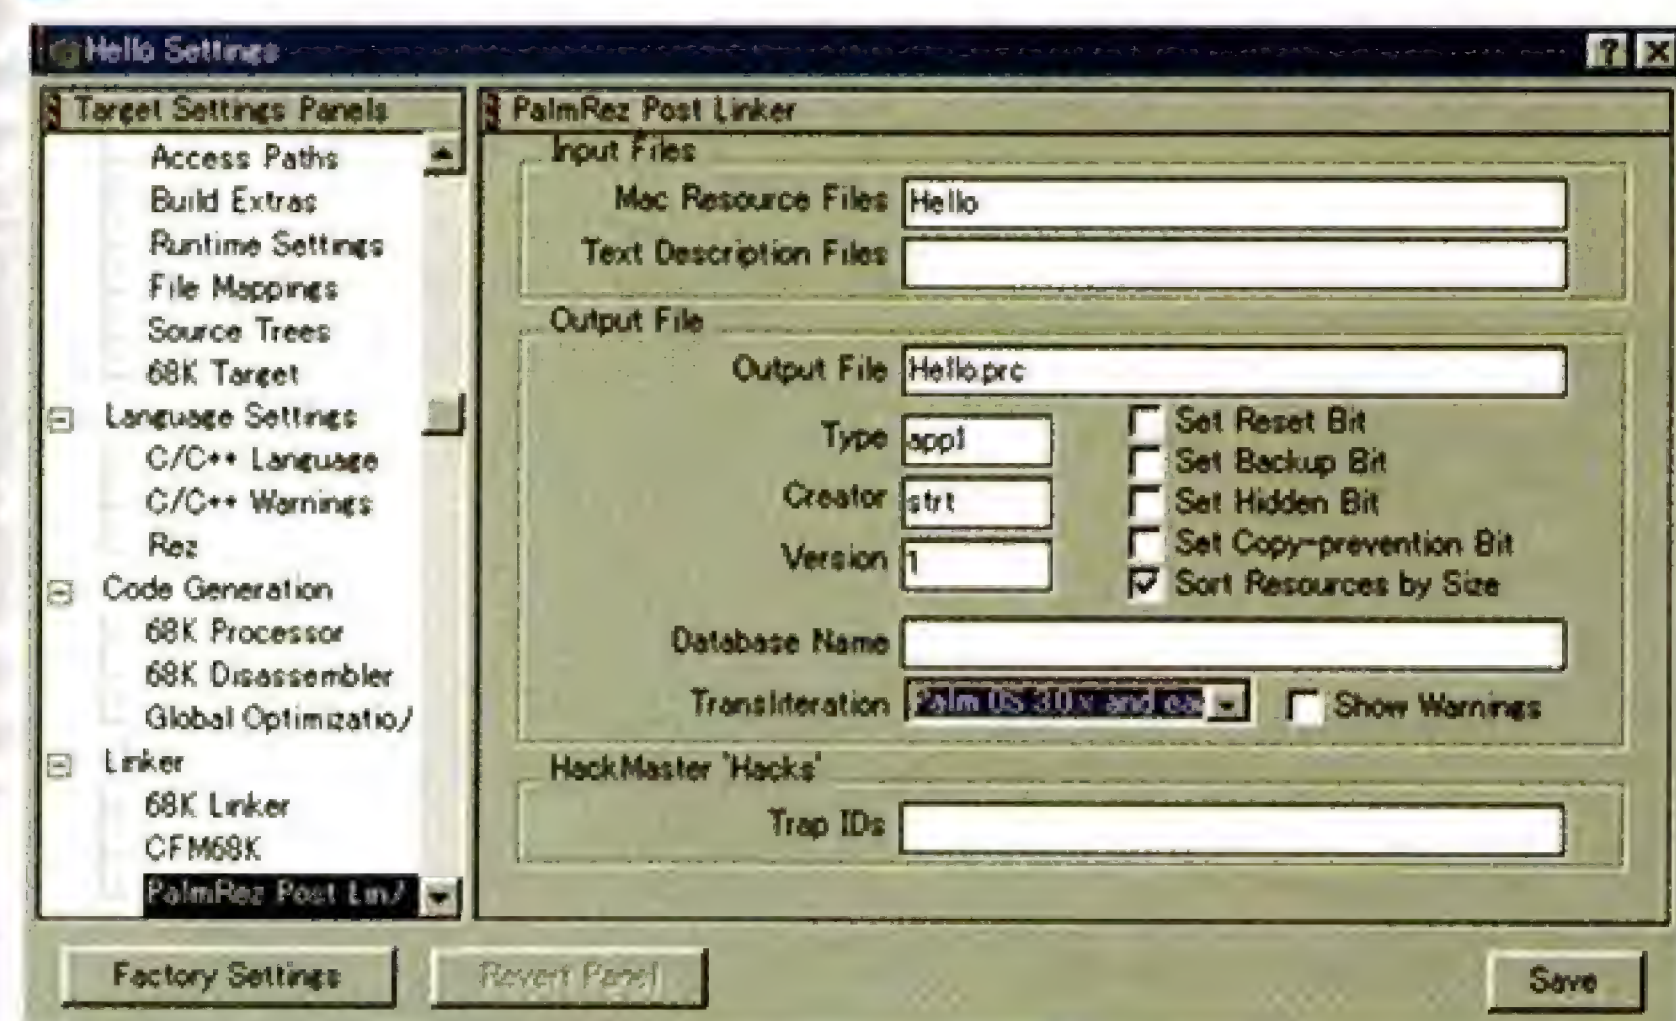 Hello Settings
Target Settings Panels
Access Paths
Build Extras
Runtime Settings
File Mappings
Source Trees
68K Target
Language Settings
C/C++ Language
C/C++ Warnings
Rez
Code Generation
68K Processor
68K Disassembler
Global Optimizatio/
Linker
68K Linker
CFM68K
PalmRez Post Lin/
PalmRez Post Linker
Input Files
Mac Resource Files Hello
Text Description Files
Output File
Output File Hello.prc
Type appl
Creator strt
Version 1
Set Reset Bit
Set Backup Bit
Set Hidden Bit
Set Copy-prevention Bit
Sort Resources by Size
Database Name
Transliteration Palm OS 3.0.x and ea
Show Warnings
HackMaster 'Hacks'
Trap IDs
Factory Settings
Revert Panel
Save